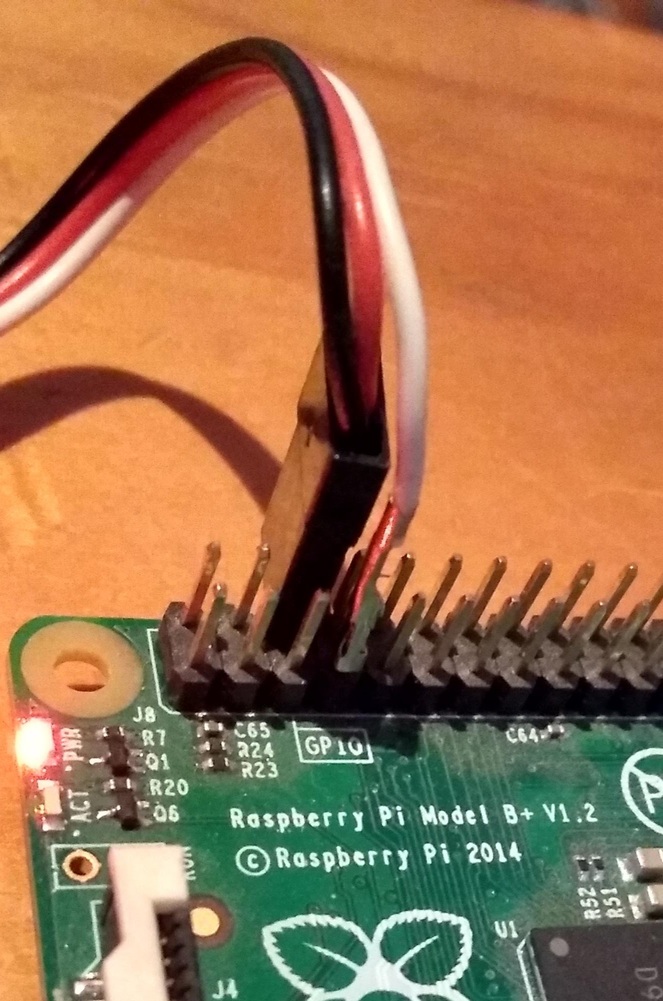 J8
PWR
R7
Q1
C65
R24
R23
GPIO
C64
ACT
R20
Q6
Raspberry Pi Model B+ V1.2
© Raspberry Pi 2014
R52
R51
U1
J4